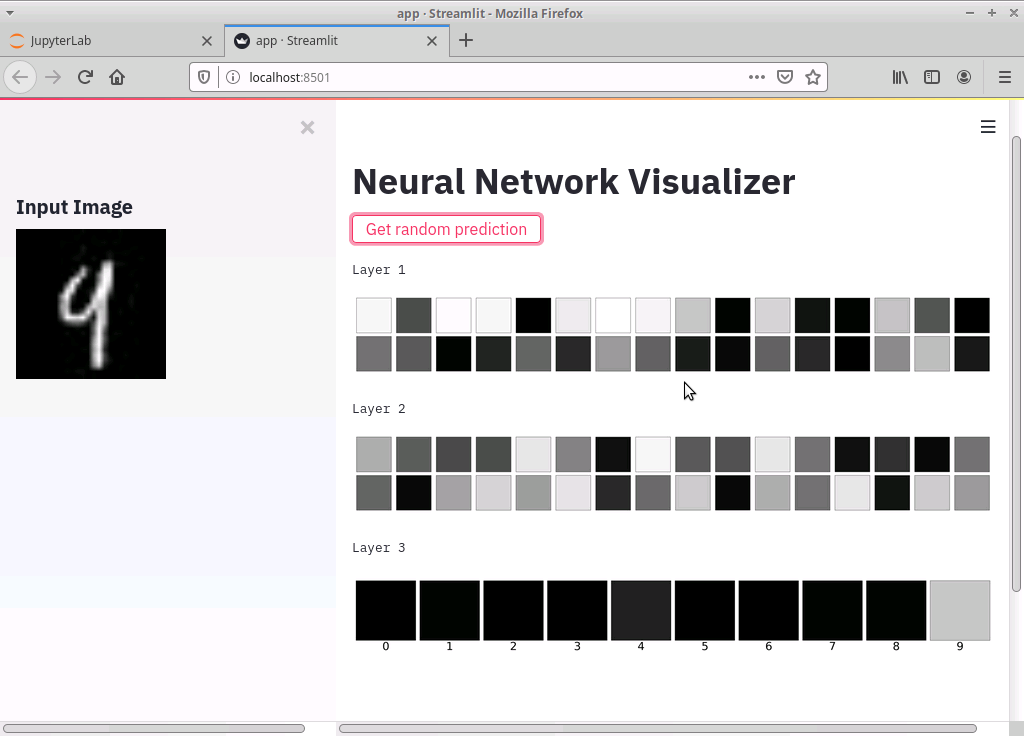 app · Streamlit - Mozilla Firefox
JupyterLab
app · Streamlit
localhost:8501
Input Image
9
Neural Network Visualizer
Get random prediction
Layer 1
Layer 2
Layer 3
0 1 2 3 4 5 6 7 8 9